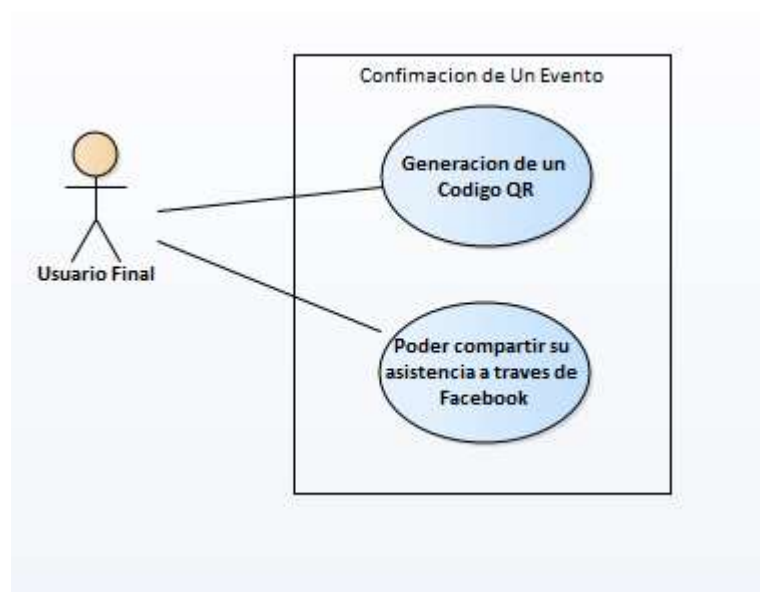 Confimacion de Un Evento
Generacion de un
Codigo QR
Usuario Final
Poder compartir su
asistencia a traves de
Facebook